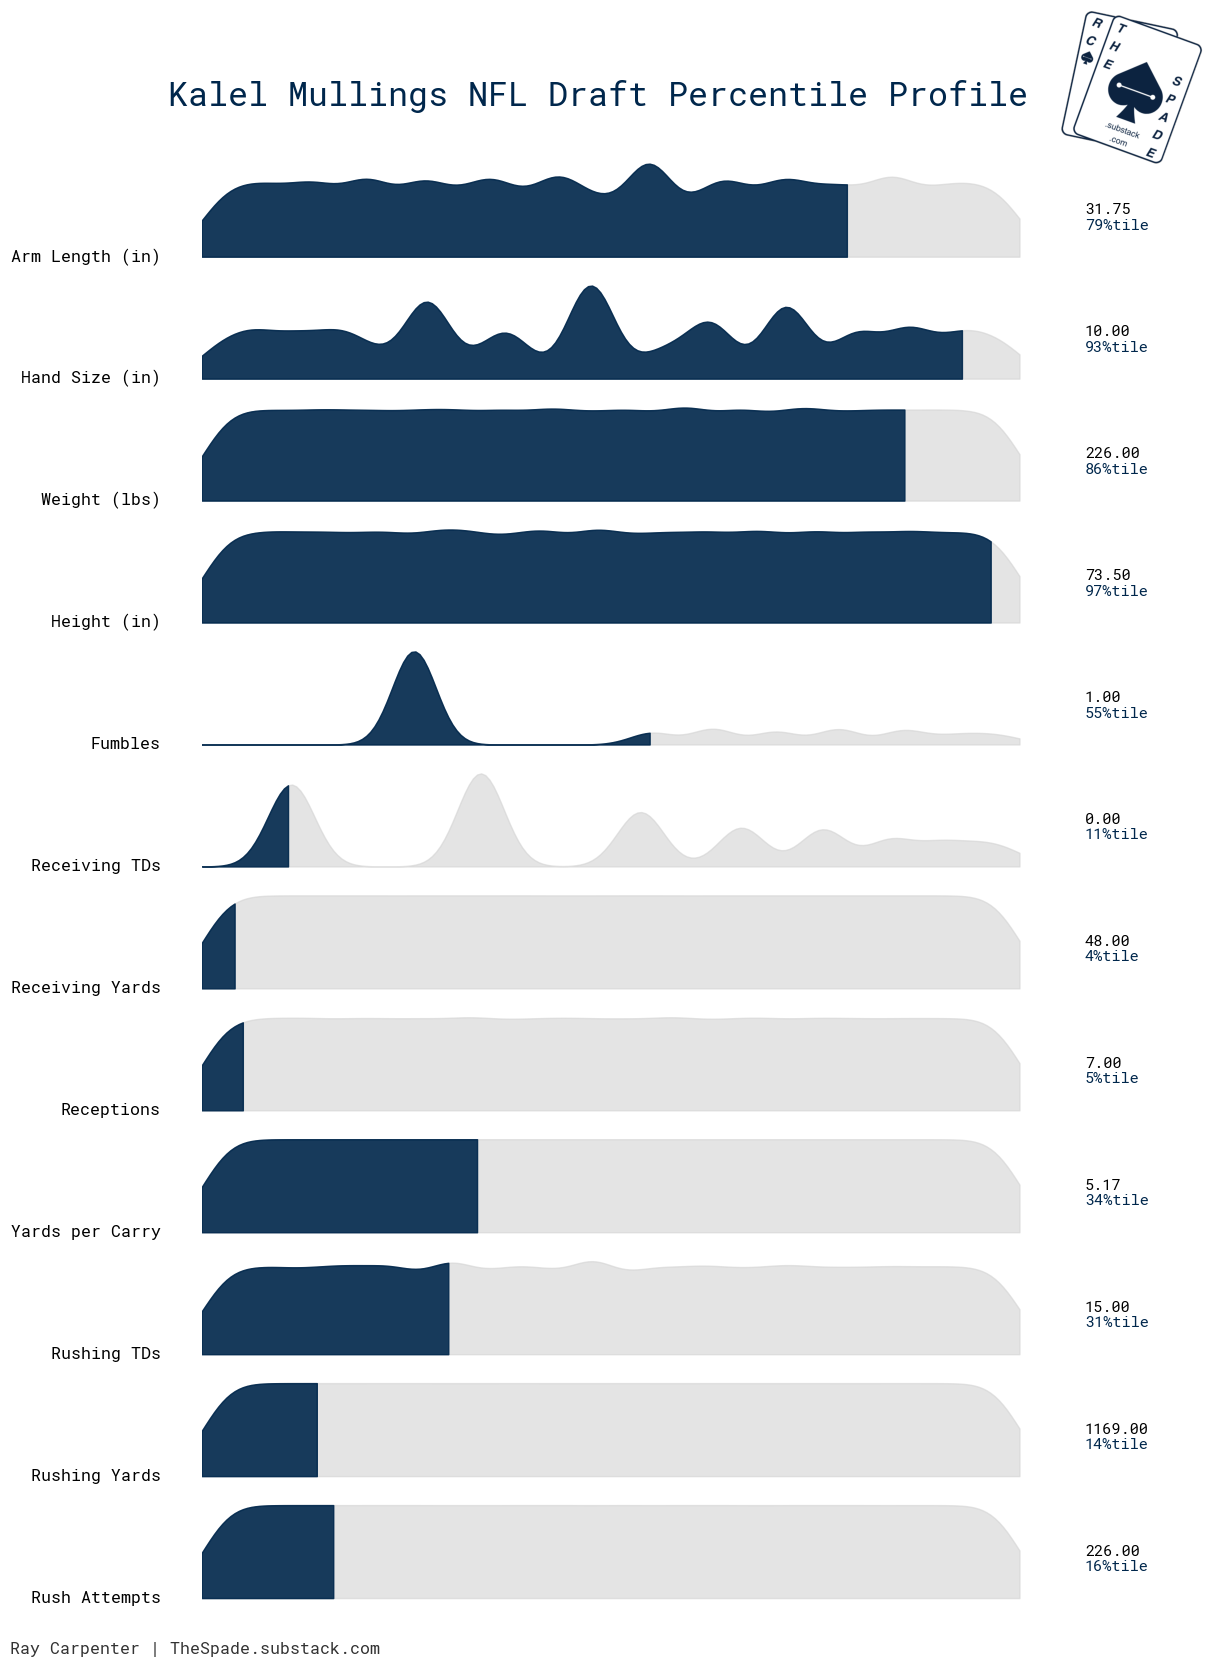 R
C
THE
SPADE
.substack
.com
Kalel Mullings NFL Draft Percentile Profile
Arm Length (in)
31.75
79%tile
Hand Size (in)
10.00
93%tile
Weight (lbs)
226.00
86%tile
Height (in)
73.50
97%tile
Fumbles
1.00
55%tile
Receiving TDs
0.00
11%tile
Receiving Yards
48.00
4%tile
Receptions
7.00
5%tile
Yards per Carry
5.17
34%tile
Rushing TDs
15.00
31%tile
Rushing Yards
1169.00
14%tile
Rush Attempts
226.00
16%tile
Ray Carpenter | TheSpade.substack.com